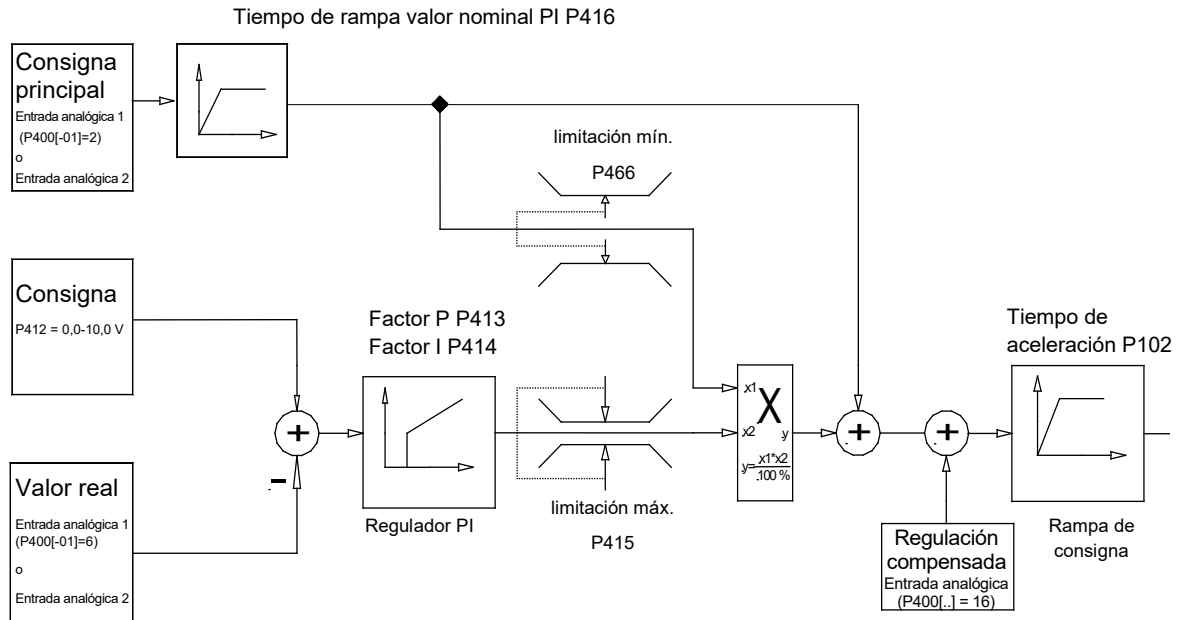 Tiempo de rampa valor nominal PI P416
Consigna
principal
Entrada analógica 1
(P400[-01]=2)
o
Entrada analógica 2
limitación mín.
P466
Consigna
P412 = 0,0-10,0 V
Factor P P413
Factor I P414
Tiempo de
aceleración P102
x1
x2
X
y
y=x1*x2
100 %
+
+
+
-
Valor real
Entrada analógica 1
(P400[-01]=6)
o
Entrada analógica 2
Regulador PI
limitación máx.
P415
Regulación
compensada
Entrada analógica
(P400[..] = 16)
Rampa de
consigna